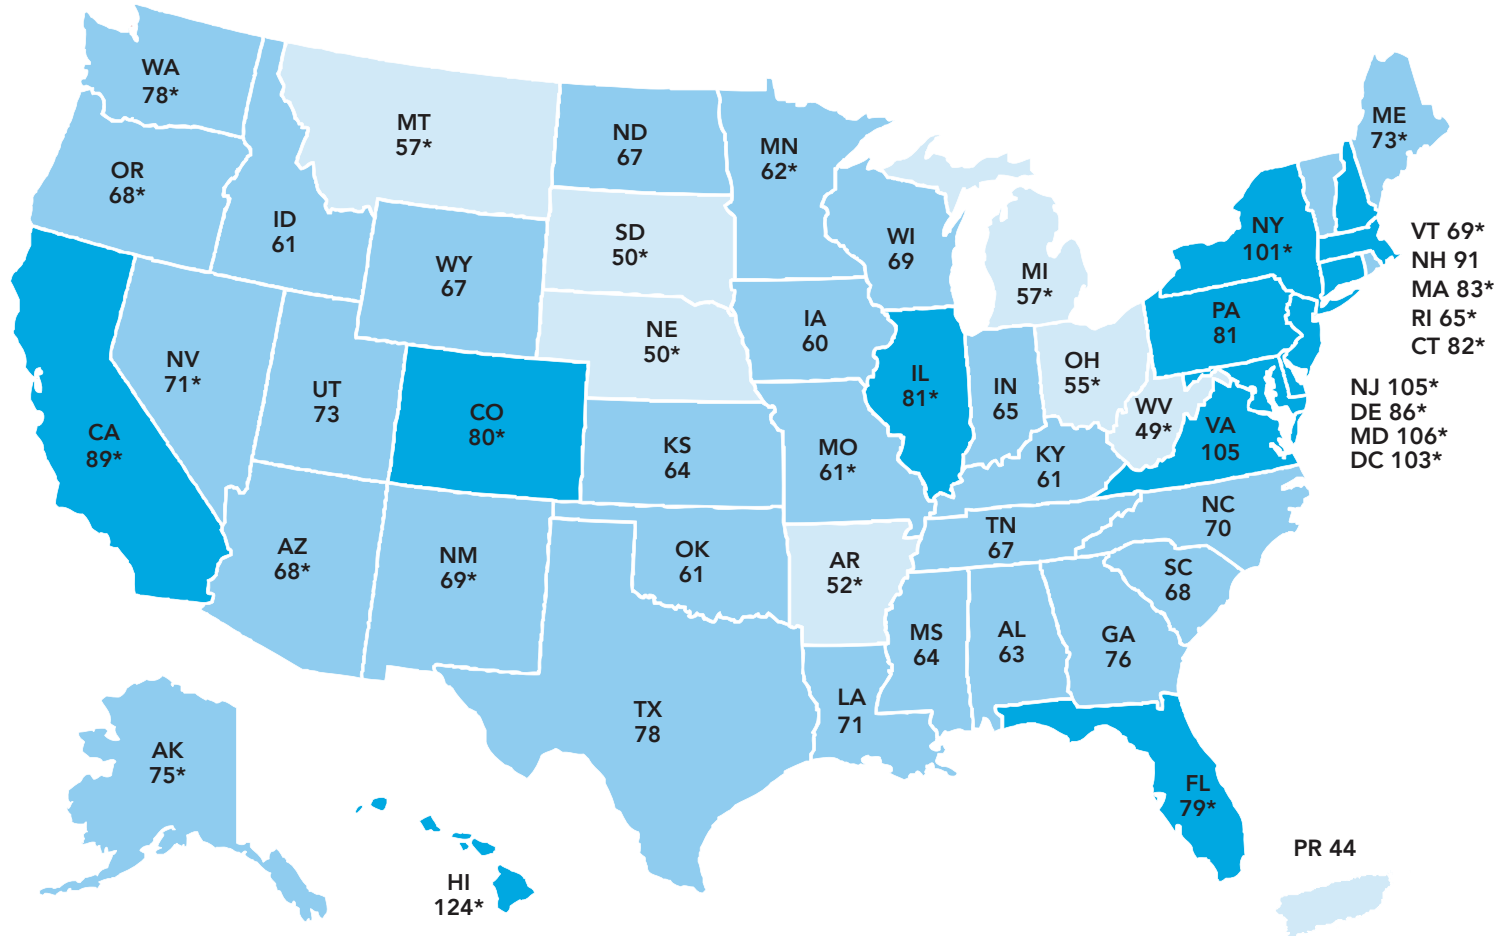 WA
78*
OR
68*
CA
89*
ID
61
NV
71*
MT
57*
WY
67
UT
73
AZ
68*
CO
80*
NM
69*
ND
67
SD
50*
NE
50*
KS
64
OK
61
TX
78
MN
62*
IA
60
MO
61*
AR
52*
LA
71
WI
69
IL
81*
MS
64
MI
57*
IN
65
KY
61
TN
67
AL
63
OH
55*
WV
49*
VA
105
NC
70
SC
68
GA
76
FL
79*
PA
81
NY
101*
ME
73*
VT 69*
NH 91
MA 83*
RI 65*
CT 82*
NJ 105*
DE 86*
MD 106*
DC 103*
AK
75*
HI
124*
PR 44